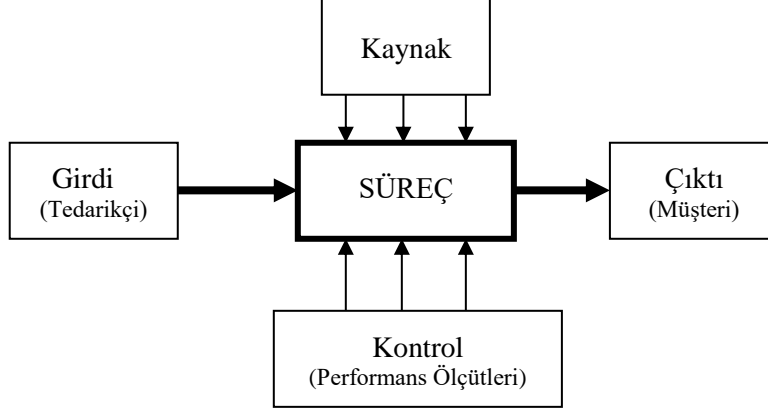 Kaynak
Girdi
(Tedarikçi)
SÜREÇ
Çıktı
(Müşteri)
Kontrol
(Performans Ölçütleri)